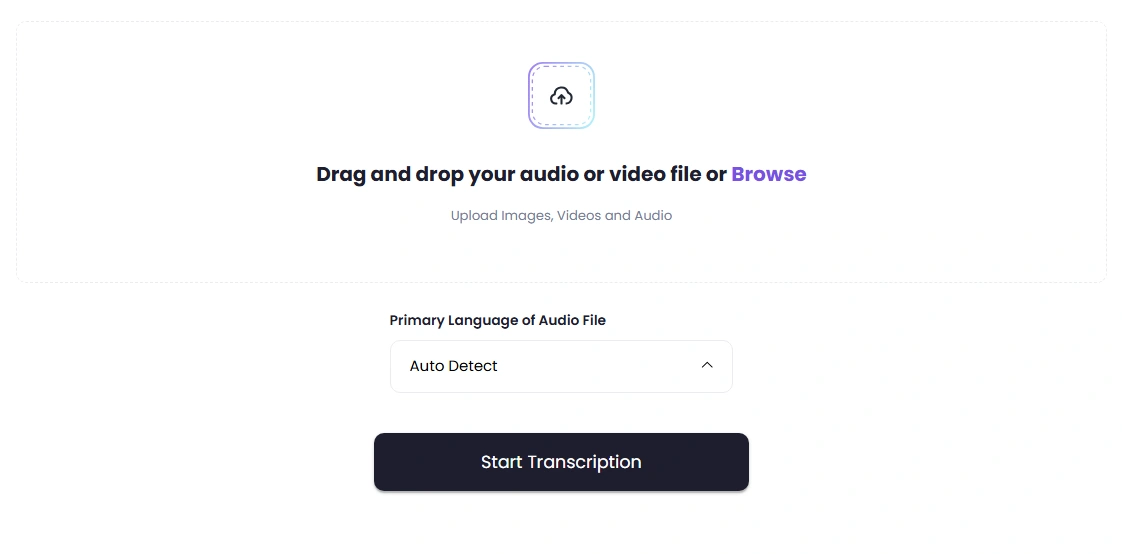 Drag and drop your audio or video file or Browse
Upload Images, Videos and Audio
Primary Language of Audio File
Auto Detect
Start Transcription